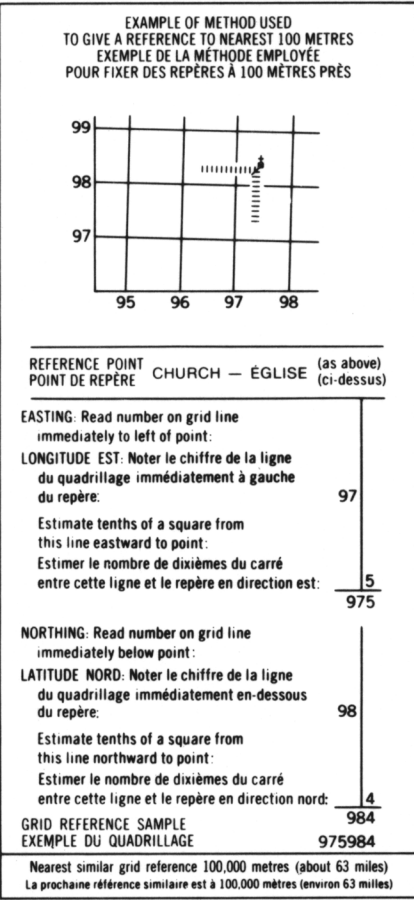 EXAMPLE OF METHOD USED
TO GIVE A REFERENCE TO NEAREST 100 METRES
EXEMPLE DE LA MÉTHODE EMPLOYÉE
POUR FIXER DES REPÈRES À 100 MÈTRES PRÈS
99
98
97
95 96 97 98
REFERENCE POINT
POINT DE REPÈRE
CHURCH — ÉGLISE
(as above)
(ci-dessus)
EASTING: Read number on grid line
immediately to left of point:
LONGITUDE EST: Noter le chiffre de la ligne
du quadrillage immédiatement à gauche
du repère: 97
Estimate tenths of a square from
this line eastward to point:
Estimer le nombre de dixièmes du carré
entre cette ligne et le repère en direction est: 5
975
NORTHING: Read number on grid line
immediately below point:
LATITUDE NORD: Noter le chiffre de la ligne
du quadrillage immédiatement en-dessous
du repère: 98
Estimate tenths of a square from
this line northward to point:
Estimer le nombre de dixièmes du carré
entre cette ligne et le repère en direction nord: 4
984
GRID REFERENCE SAMPLE
EXEMPLE DU QUADRILLAGE 975984
Nearest similar grid reference 100,000 metres (about 63 miles)
La prochaine référence similaire est à 100,000 mètres (environ 63 milles)